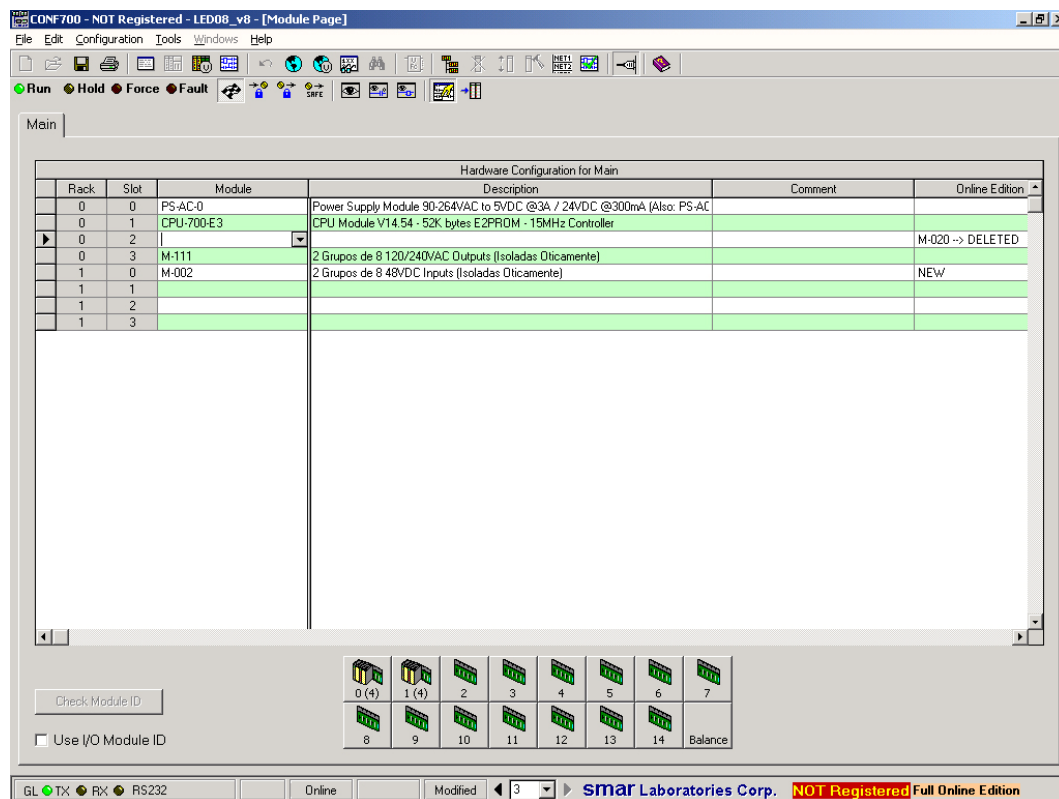 CONF700 - NOT Registered - LED08_v8 - [Module Page]
File Edit Configuration Tools Windows Help
Run Hold Force Fault SAFE
Main
Hardware Configuration for Main
Rack Slot Module Description Comment Online Edition
0 0 PS-AC-0 Power Supply Module 90-264VAC to 5VDC @3A / 24VDC @300mA (Also: PS-AC
0 1 CPU-700-E3 CPU Module V14.54 - 52K bytes E2PROM - 15MHz Controller
0 2 M-020 --> DELETED
0 3 M-111 2 Grupos de 8 120/240VAC Outputs (Isoladas Oticamente)
1 0 M-002 2 Grupos de 8 48VDC Inputs (Isoladas Oticamente) NEW
1 1
1 2
1 3
0 (4) 1 (4) 2 3 4 5 6 7
Check Module ID
8 9 10 11 12 13 14 Balance
Use I/O Module ID
GL TX RX RS232 Online Modified 3 smar Laboratories Corp. NOT Registered Full Online Edition